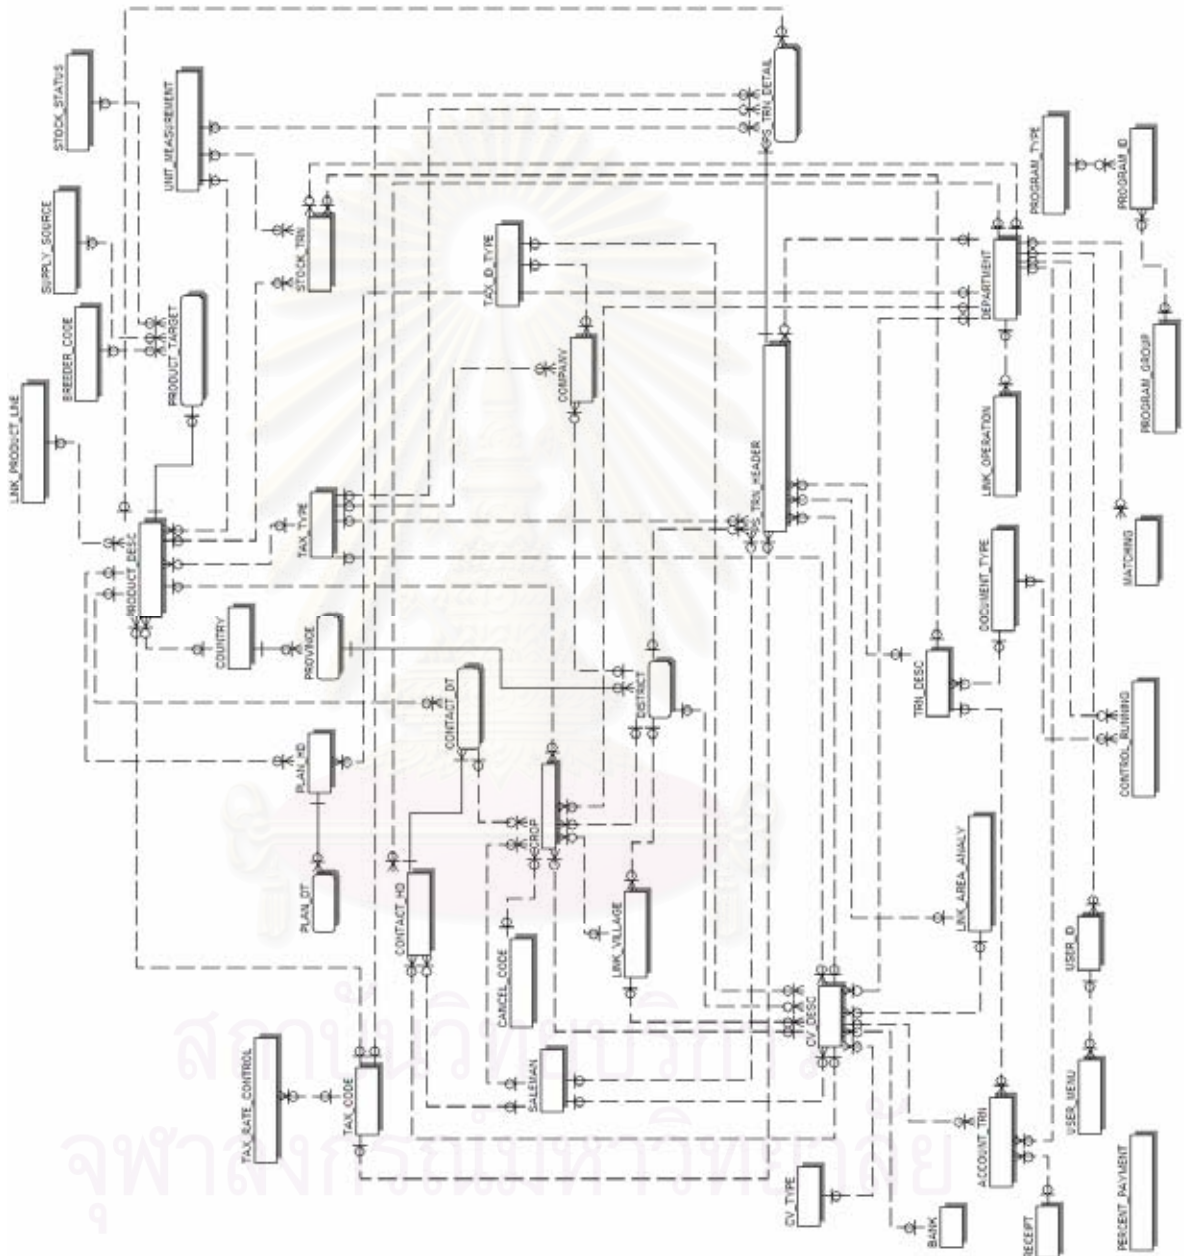 STOCK_STATUS
UNIT_MEASUREMENT
SUPPLY_SOURCE
BREEDER_CODE
LINK_PRODUCT_LINE
PRODUCT_TARGET
STOCK_TRN
PS_TRN_DETAIL
PROGRAM_TYPE
PROGRAM_ID
PROGRAM_GROUP
TAX_ID_TYPE
DEPARTMENT
COMPANY
PRODUCT_DESC
TAX_TYPE
PS_TRN_HEADER
LINK_OPERATION
MATCHING
DOCUMENT_TYPE
COUNTRY
PROVINCE
CONTACT_DT
DISTRICT
TRN_DESC
CONTROL_RUNNING
PLAN_HD
PLAN_DT
CROP
CONTACT_HD
CANCEL_CODE
LINK_VILLAGE
LINK_AREA_ANALY
CV_DESC
USER_ID
TAX_RATE_CONTROL
TAX_CODE
SALEMAN
USER_MENU
ACCOUNT_TRN
CV_TYPE
BANK
RECEIPT
PERCENT_PAYMENT
สถาบันวิทยบริการ
จุฬาลงกรณ์มหาวิทยาลัย